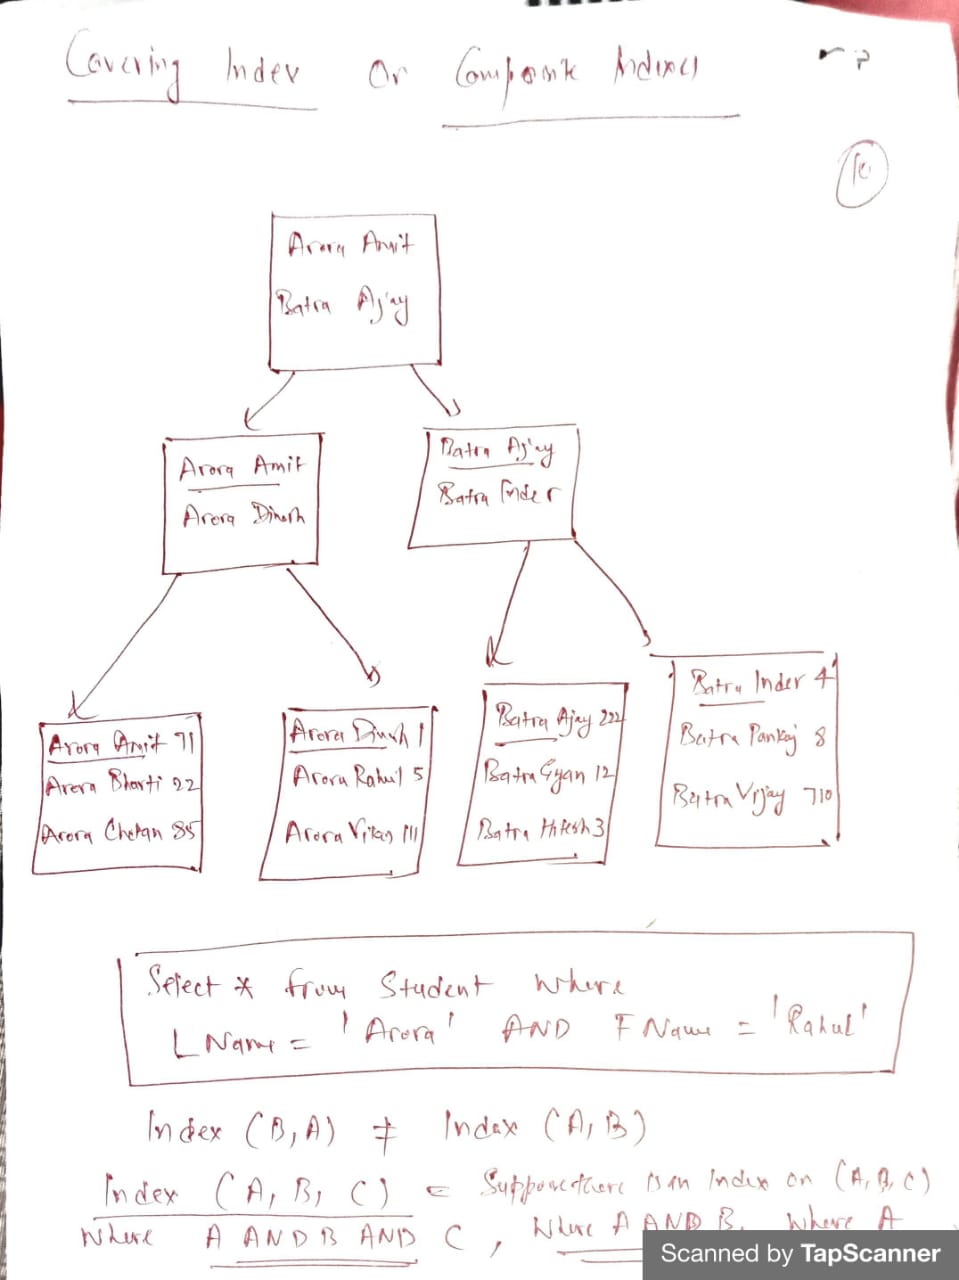 Covering Index Or Composite Indexes
10
Arora Amit
Batra Ajay
Arora Amit
Arora Dinesh
Batra Ajay
Batra Inder
Arora Amit 71
Arora Bharti 22
Arora Chetan 85
Arora Dinesh 1
Arora Rahul 5
Arora Vikas 111
Batra Ajay 222
Batra Gyan 12
Batra Hitesh 3
Batra Inder 4
Batra Pankaj 8
Batra Vijay 710
Select * from Student where
LName = 'Arora' AND FName = 'Rahul'
Index (B, A) ≠ Index (A, B)
Index (A, B, C) = Suppose there is an Index on (A, B, C)
where A AND B AND C, where A AND B, where A
Scanned by TapScanner